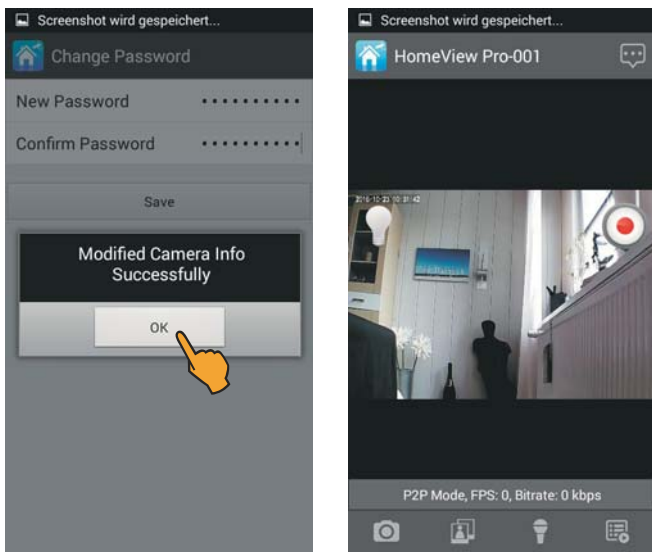 Screenshot wird gespeichert...
Change Password
New Password ••••••••••
Confirm Password ••••••••••
Save
Modified Camera Info
Successfully
OK
Screenshot wird gespeichert...
HomeView Pro-001
P2P Mode, FPS: 0, Bitrate: 0 kbps